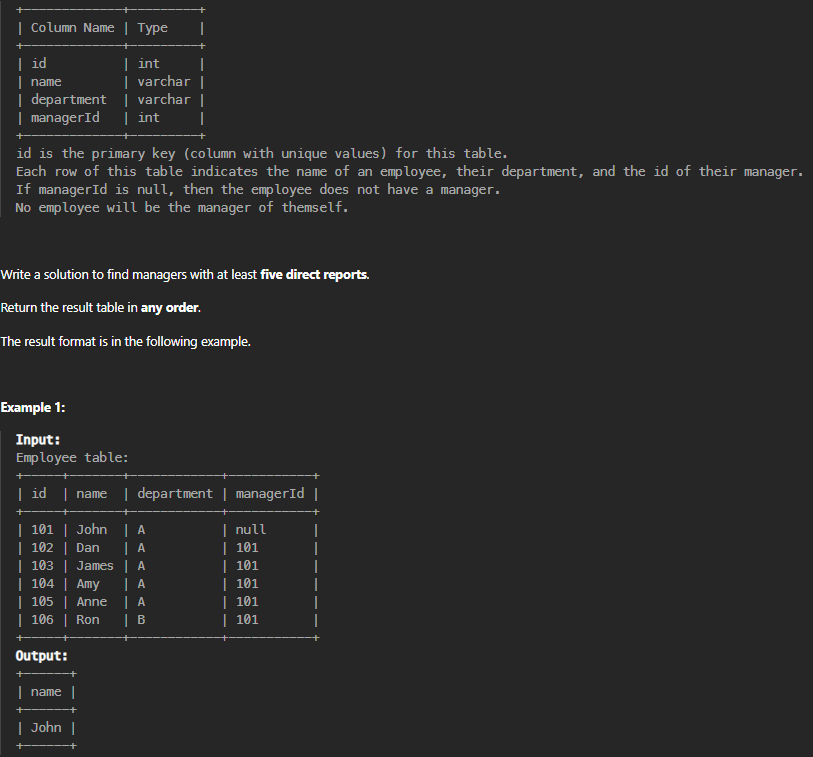 +-------------+---------+
| Column Name | Type    |
+-------------+---------+
| id          | int     |
| name        | varchar |
| department  | varchar |
| managerId   | int     |
+-------------+---------+
id is the primary key (column with unique values) for this table.
Each row of this table indicates the name of an employee, their department, and the id of their manager.
If managerId is null, then the employee does not have a manager.
No employee will be the manager of themself.
Write a solution to find managers with at least five direct reports.
Return the result table in any order.
The result format is in the following example.
Example 1:
Input:
Employee table:
+-----+-------+------------+-----------+
| id  | name  | department | managerId |
+-----+-------+------------+-----------+
| 101 | John  | A          | null      |
| 102 | Dan   | A          | 101       |
| 103 | James | A          | 101       |
| 104 | Amy   | A          | 101       |
| 105 | Anne  | A          | 101       |
| 106 | Ron   | B          | 101       |
+-----+-------+------------+-----------+
Output:
+------+
| name |
+------+
| John |
+------+